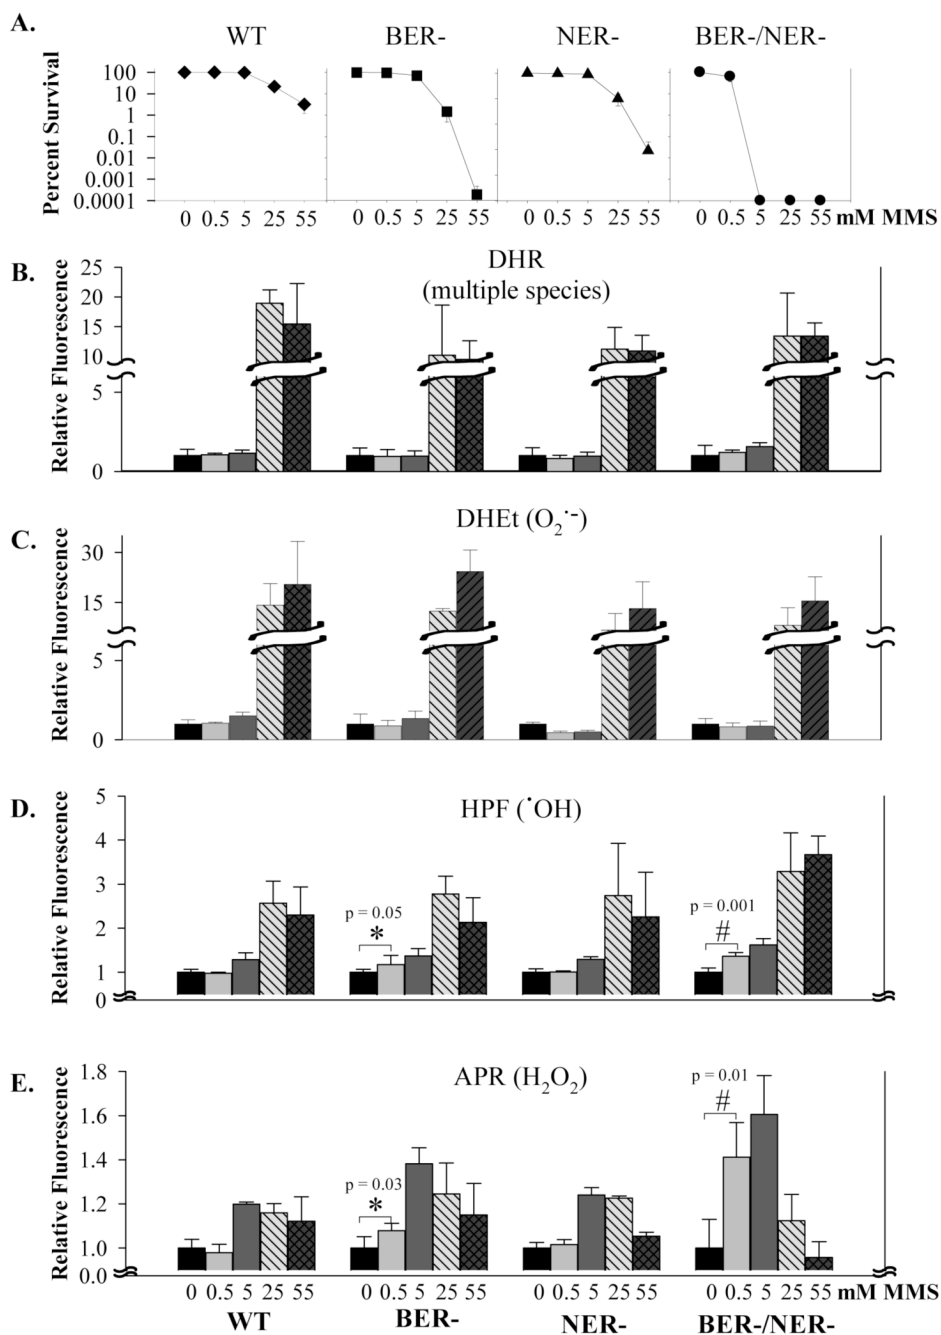 A.
WT BER- NER- BER-/NER-
Percent Survival
100
10
1
0.1
0.01
0.001
0.0001
0 0.5 5 25 55 0 0.5 5 25 55 0 0.5 5 25 55 0 0.5 5 25 55 mM MMS
B.
DHR
(multiple species)
Relative Fluorescence
25
20
15
10
5
0
C.
DHEt (O₂˙⁻)
Relative Fluorescence
30
15
5
0
D.
HPF (˙OH)
Relative Fluorescence
5
4
3
2
1
0
p = 0.05
*
p = 0.001
#
E.
APR (H₂O₂)
Relative Fluorescence
1.8
1.6
1.4
1.2
1.0
0.0
p = 0.03
*
p = 0.01
#
0 0.5 5 25 55 0 0.5 5 25 55 0 0.5 5 25 55 0 0.5 5 25 55 mM MMS
WT BER- NER- BER-/NER-